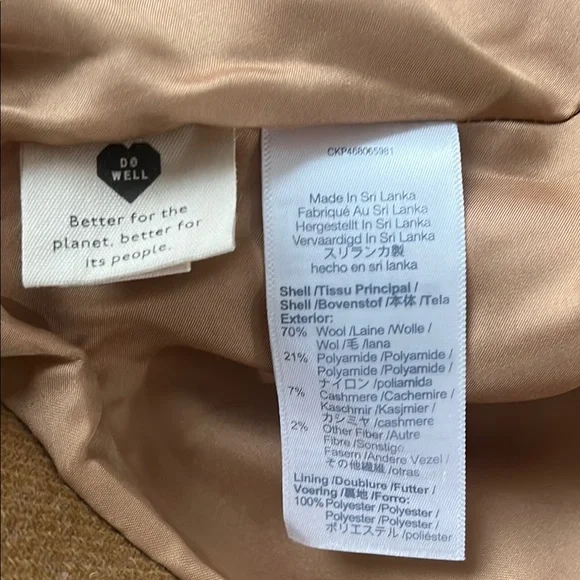 DO
WELL
Better for the
planet, better for
its people.
CKP468065981
Made In Sri Lanka
Fabriqué Au Sri Lanka
Hergestellt In Sri Lanka
Vervaardigd In Sri Lanka
スリランカ製
hecho en sri lanka
Shell /Tissu Principal /
Shell /Bovenstof /本体 /Tela
Exterior:
70% Wool /Laine /Wolle /
Wol /毛 /lana
21% Polyamide /Polyamide /
Polyamide /Polyamide /
ナイロン /poliamida
7% Cashmere /Cachemire /
Kaschmir /Kasjmier /
カシミヤ /cashmere
2% Other Fiber /Autre
Fibre /Sonstige
Fasern /Andere Vezel /
その他繊維 /otras
Lining /Doublure /Futter /
Voering /裏地 /Forro:
100% Polyester /Polyester /
Polyester /Polyester /
ポリエステル /poliéster